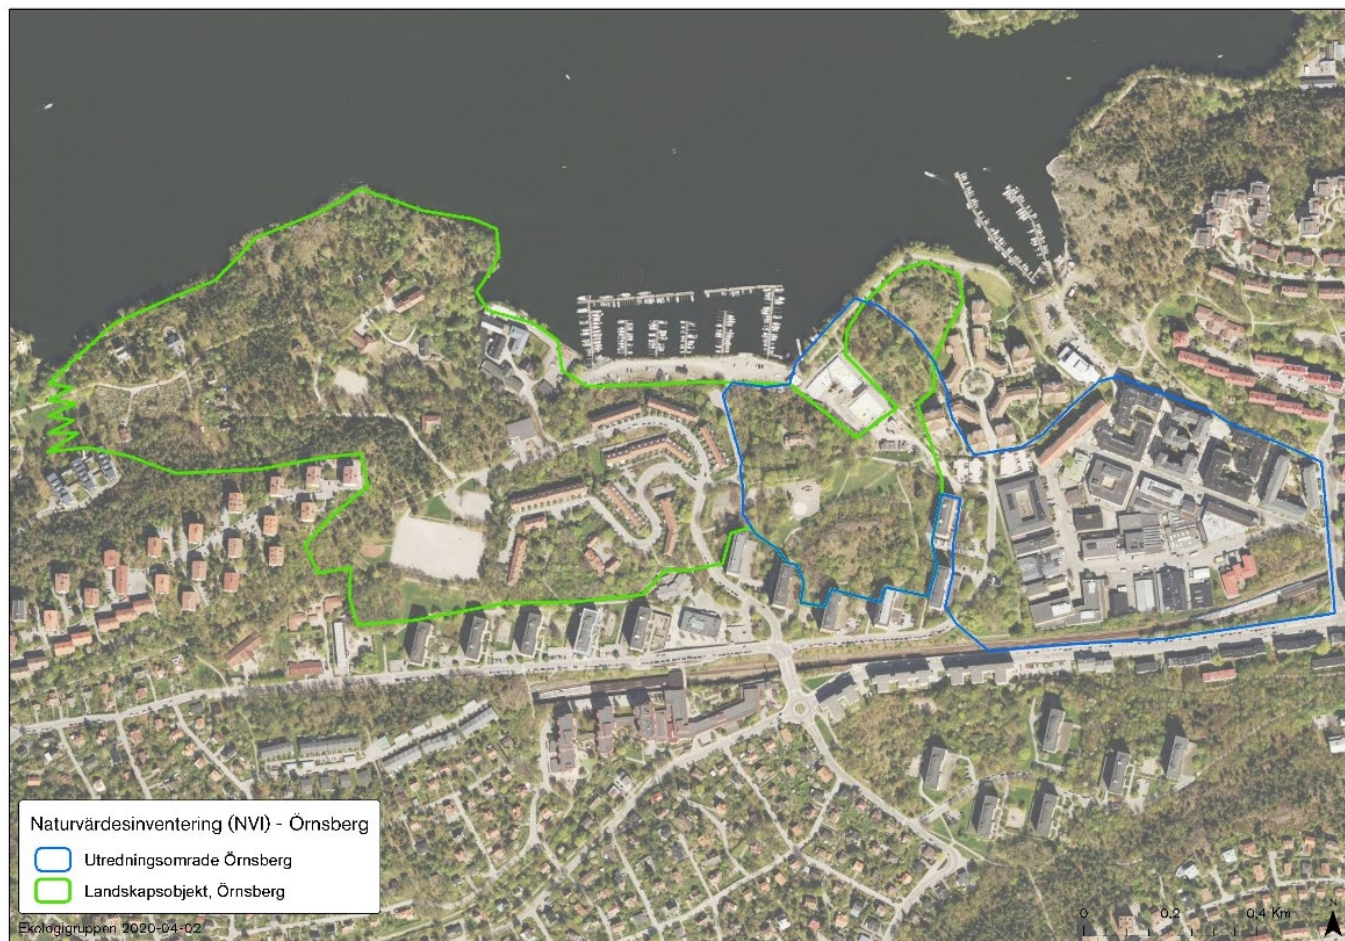 Naturvärdesinventering (NVI) - Örnsberg
Utredningsomrade Örnsberg
Landskapsobjekt, Örnsberg
Ekologigruppen 2020-04-02
0 0,2 0,4 Km
N